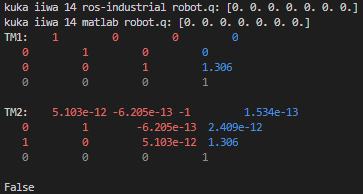 kuka iiwa 14 ros-industrial robot.q: [0. 0. 0. 0. 0. 0. 0.]
kuka iiwa 14 matlab robot.q: [0. 0. 0. 0. 0. 0. 0.]
TM1: 1 0 0 0
0 1 0 0
0 0 1 1.306
0 0 0 1
TM2: 5.103e-12 -6.205e-13 -1 1.534e-13
0 1 -6.205e-13 2.409e-12
1 0 5.103e-12 1.306
0 0 0 1
False